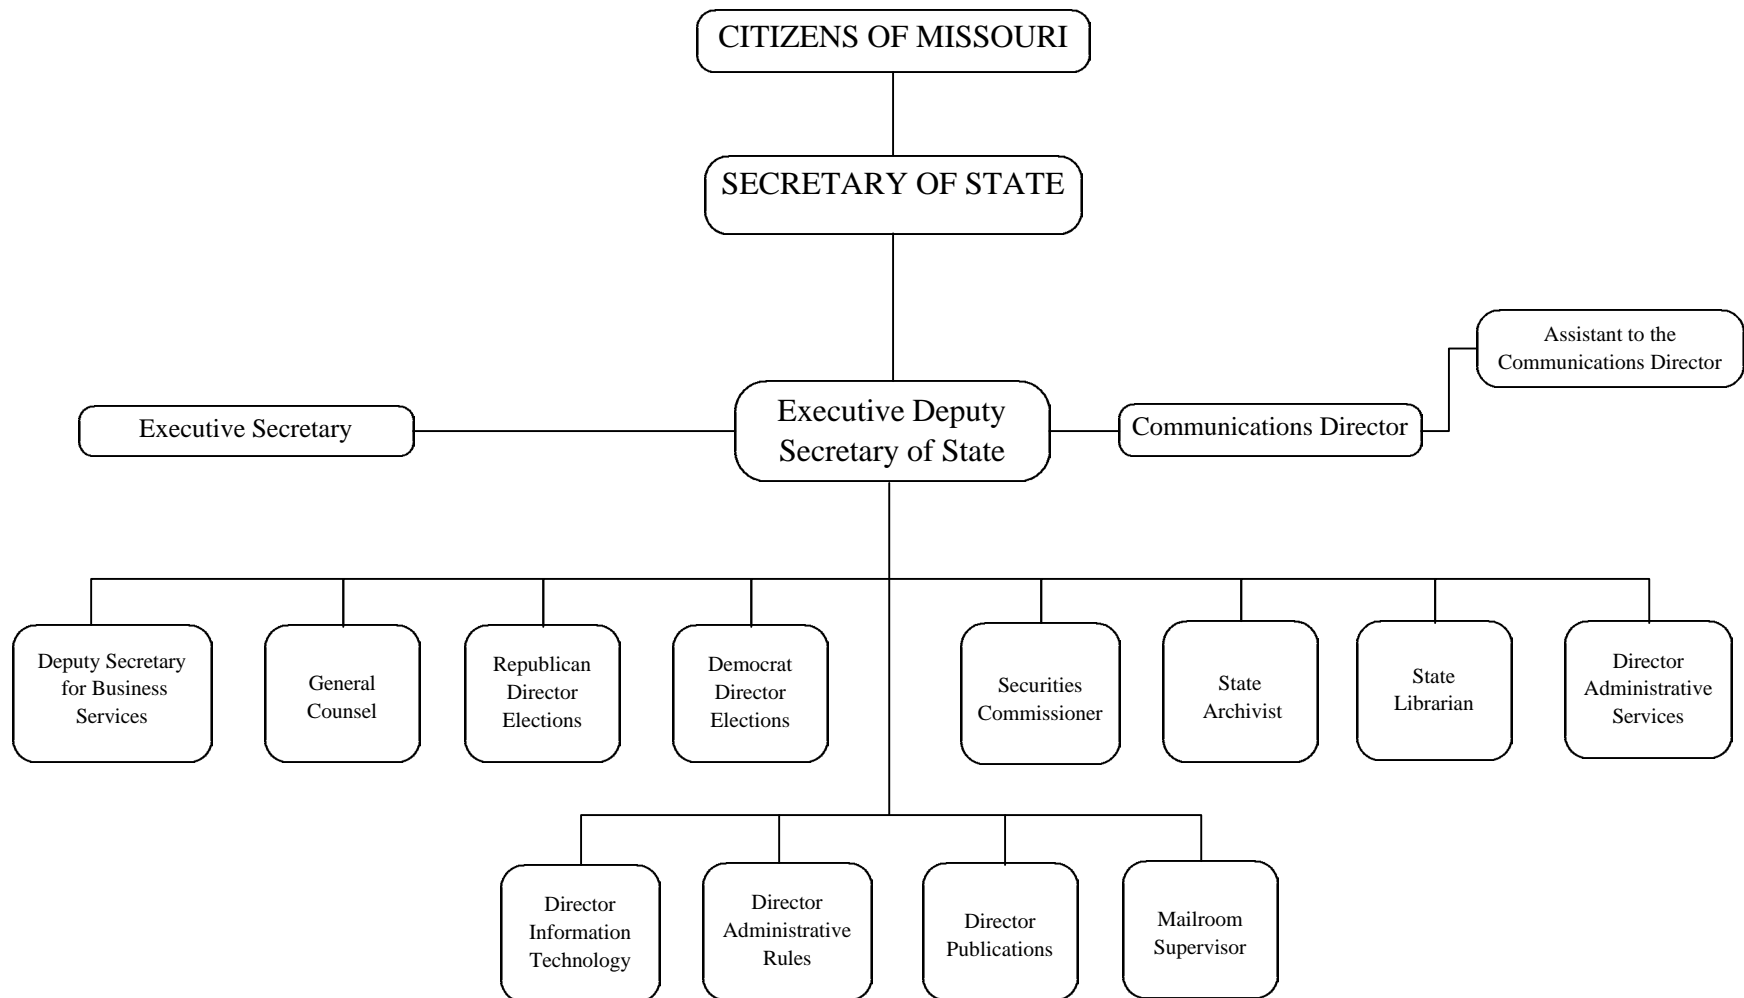 CITIZENS OF MISSOURI
SECRETARY OF STATE
Assistant to the
Communications Director
Executive Secretary
Executive Deputy
Secretary of State
Communications Director
Deputy Secretary
for Business
Services
General
Counsel
Republican
Director
Elections
Democrat
Director
Elections
Securities
Commissioner
State
Archivist
State
Librarian
Director
Administrative
Services
Director
Information
Technology
Director
Administrative
Rules
Director
Publications
Mailroom
Supervisor